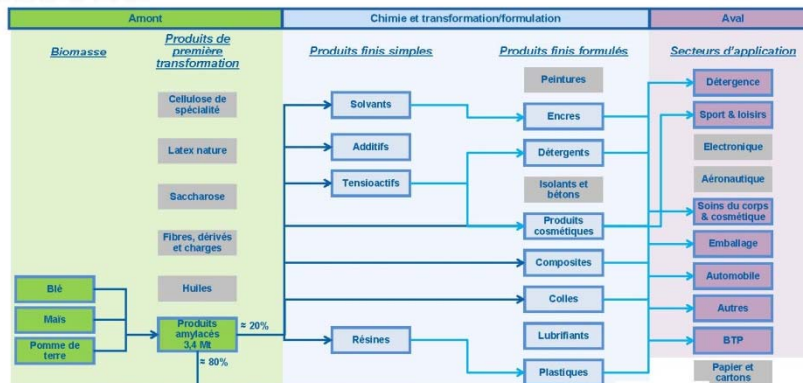 Amont
Chimie et transformation/formulation
Aval
Biomasse
Produits de
première
transformation
Produits finis simples
Produits finis formulés
Secteurs d'application
Cellulose de
spécialité
Latex nature
Saccharose
Fibres, dérivés
et charges
Huiles
Blé
Maïs
Pomme de
terre
Produits
amylacés
3,4 Mt
≈ 20%
≈ 80%
Solvants
Additifs
Tensioactifs
Résines
Peintures
Encres
Détergents
Isolants et
bétons
Produits
cosmétiques
Composites
Colles
Lubrifiants
Plastiques
Détergence
Sport & loisirs
Electronique
Aéronautique
Soins du corps
& cosmétique
Emballage
Automobile
Autres
BTP
Papier et
cartons